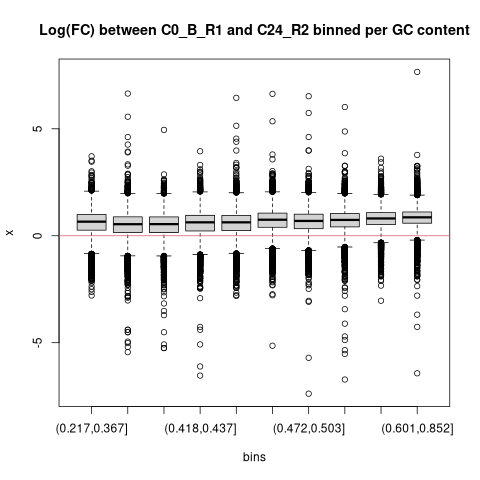 Log(FC) between C0_B_R1 and C24_R2 binned per GC content
5
0
-5
x
(0.217,0.367]
(0.418,0.437]
(0.472,0.503]
(0.601,0.852]
bins